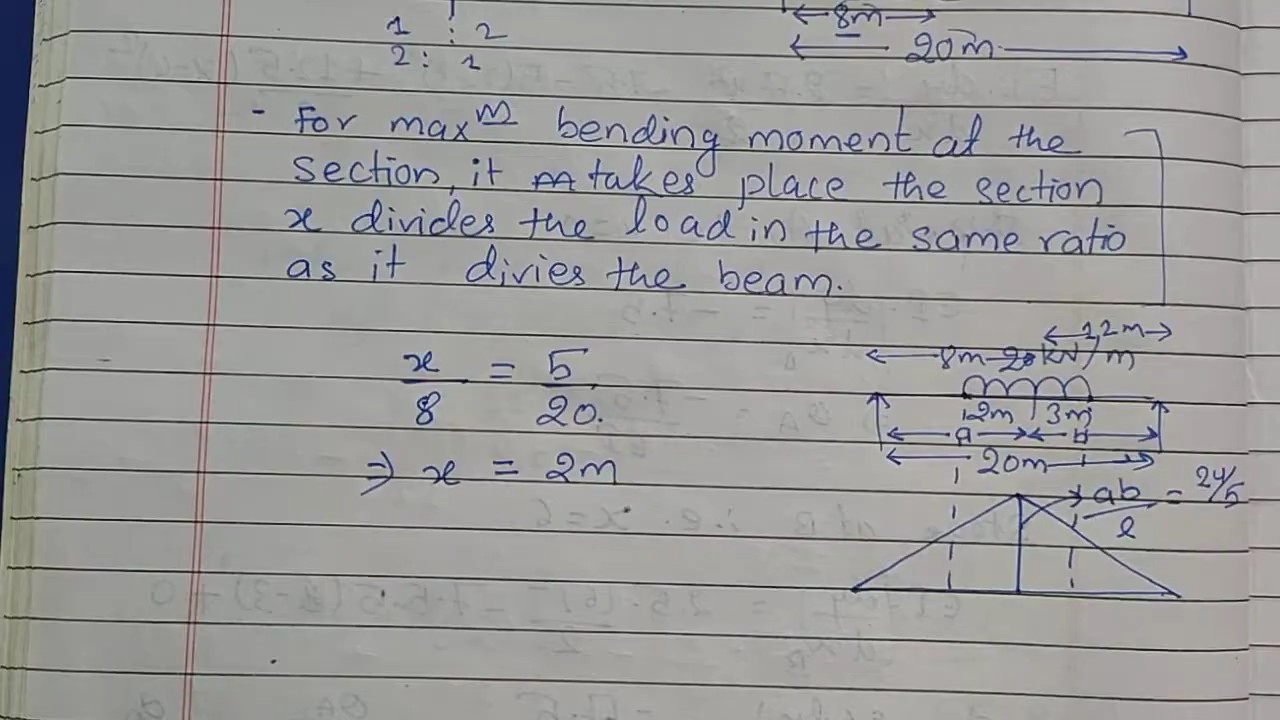 8m
1 : 2
20m
2 : 1
- For maxᵐ bending moment at the
section, it takes place the section
x divides the load in the same ratio
as it divies the beam.
12m
8m 20kN/m
x/8 = 5/20.
2m 3m
a b
20m
⇒ x = 2m
ab/l = 24/5